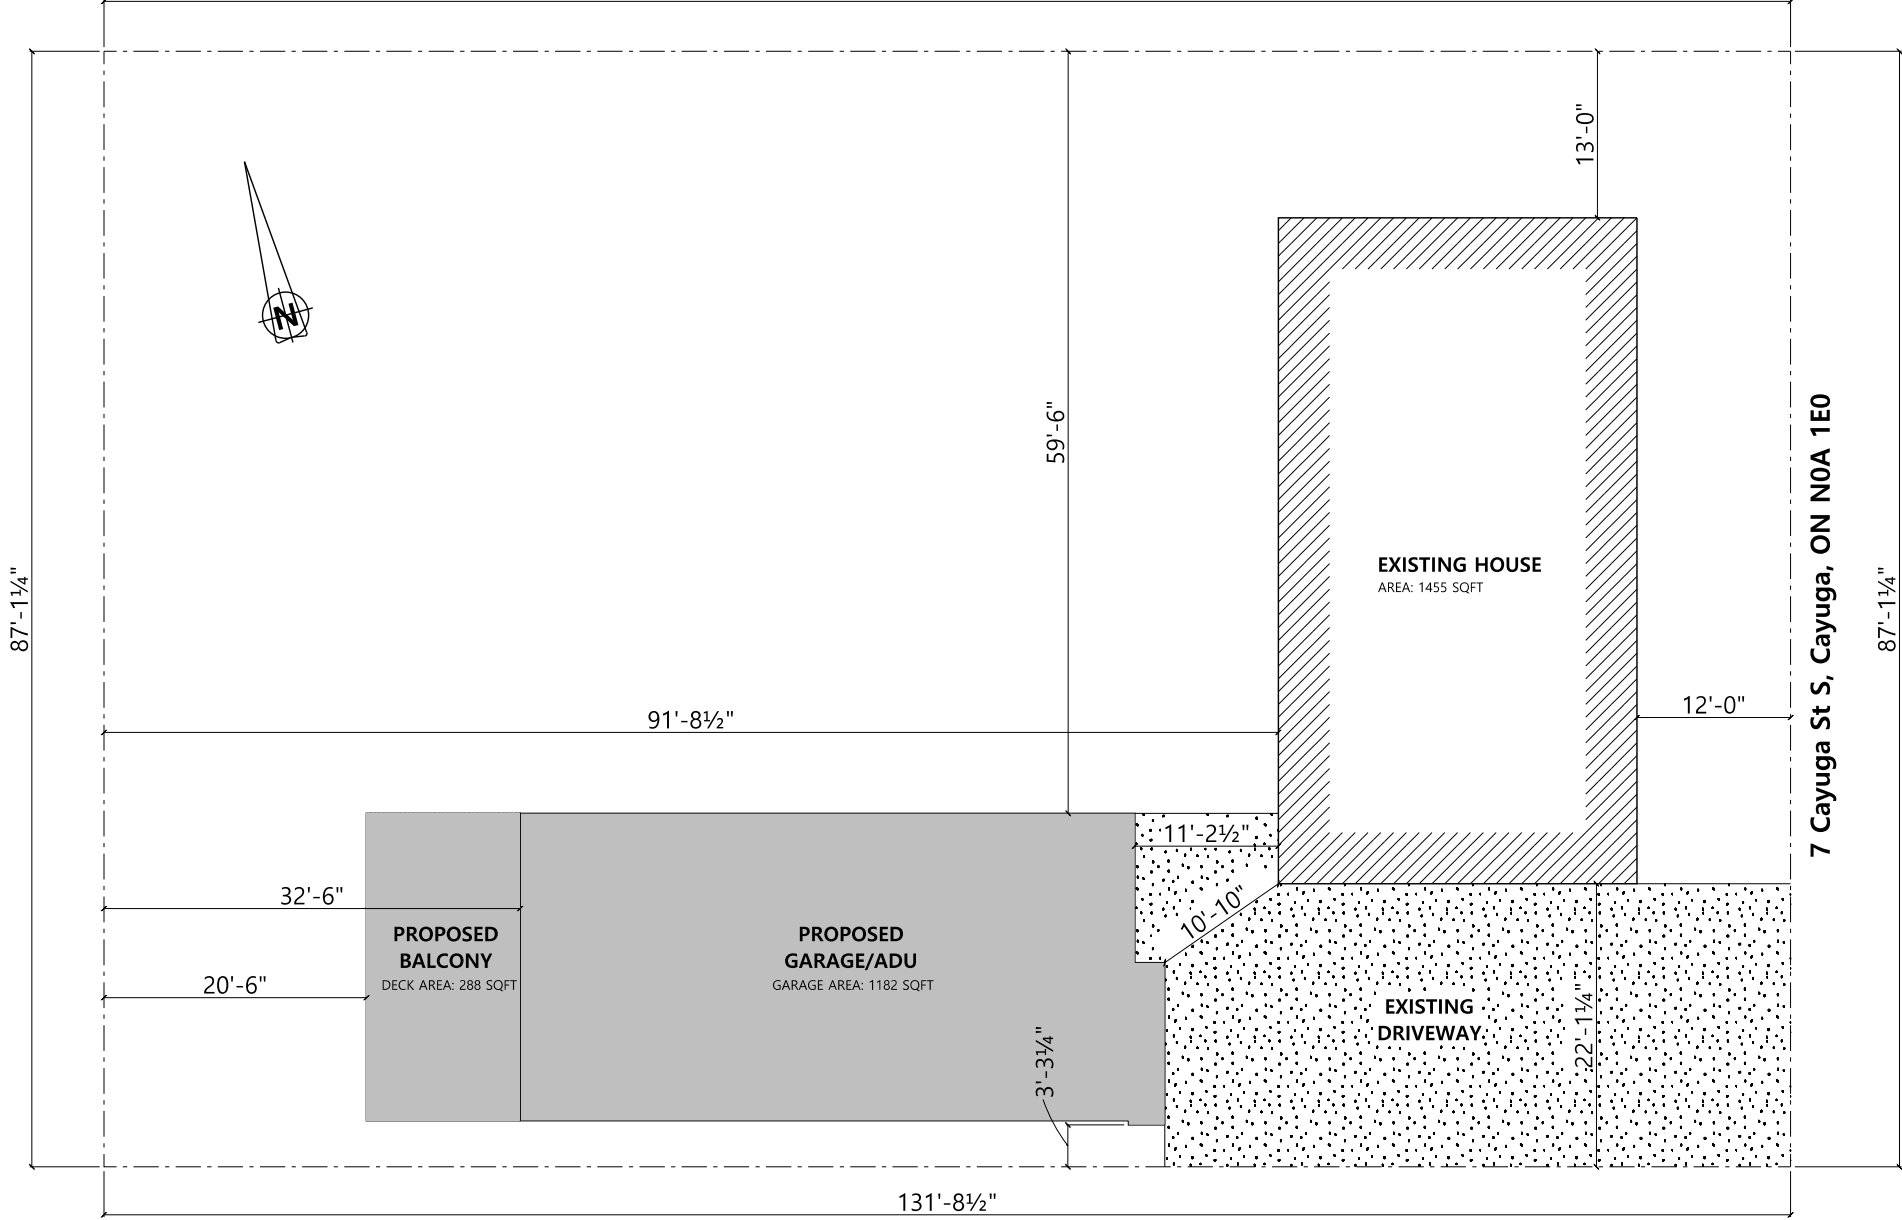 13'-0"
N
59'-6"
7 Cayuga St S, Cayuga, ON N0A 1E0
EXISTING HOUSE
AREA: 1455 SQFT
87'-1¼"
87'-1¼"
12'-0"
91'-8½"
11'-2½"
32'-6"
10'-10"
PROPOSED
BALCONY
DECK AREA: 288 SQFT
PROPOSED
GARAGE/ADU
GARAGE AREA: 1182 SQFT
20'-6"
EXISTING
DRIVEWAY
22'-1¼"
3'-3¼"
131'-8½"